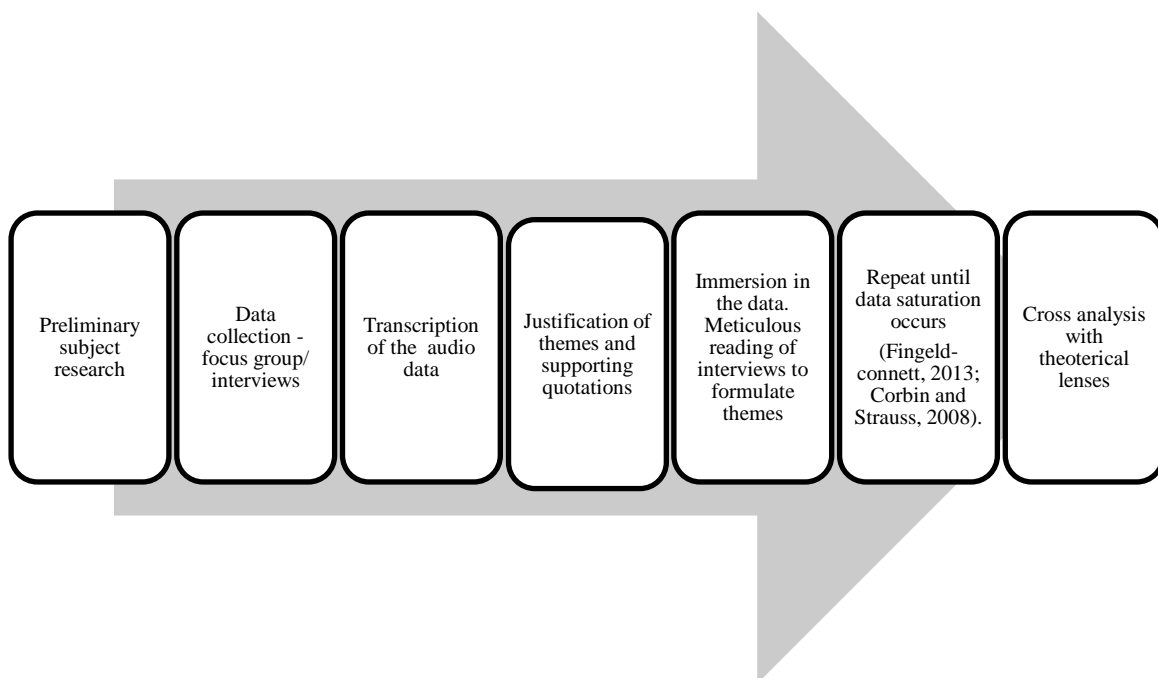 Preliminary
subject
research
Data
collection -
focus group/
interviews
Transcription
of the audio
data
Justification of
themes and
supporting
quotations
Immersion in
the data.
Meticulous
reading of
interviews to
formulate
themes
Repeat until
data saturation
occurs
(Fingeld-
connett, 2013;
Corbin and
Strauss, 2008).
Cross analysis
with
theoterical
lenses